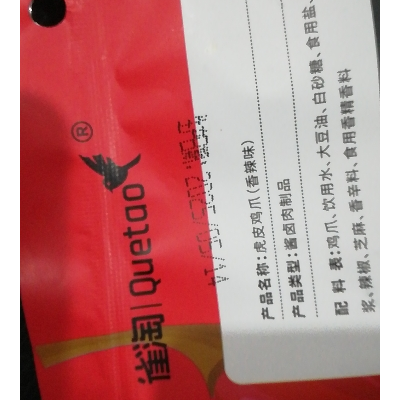 雀淘|Quetao®
产品名称:虎皮鸡爪(香辣味)
产品类型:酱卤肉制品
配 料 表:鸡爪、饮用水、大豆油、白砂糖、食用盐、
浆、辣椒、芝麻、香辛料、食用香精香料